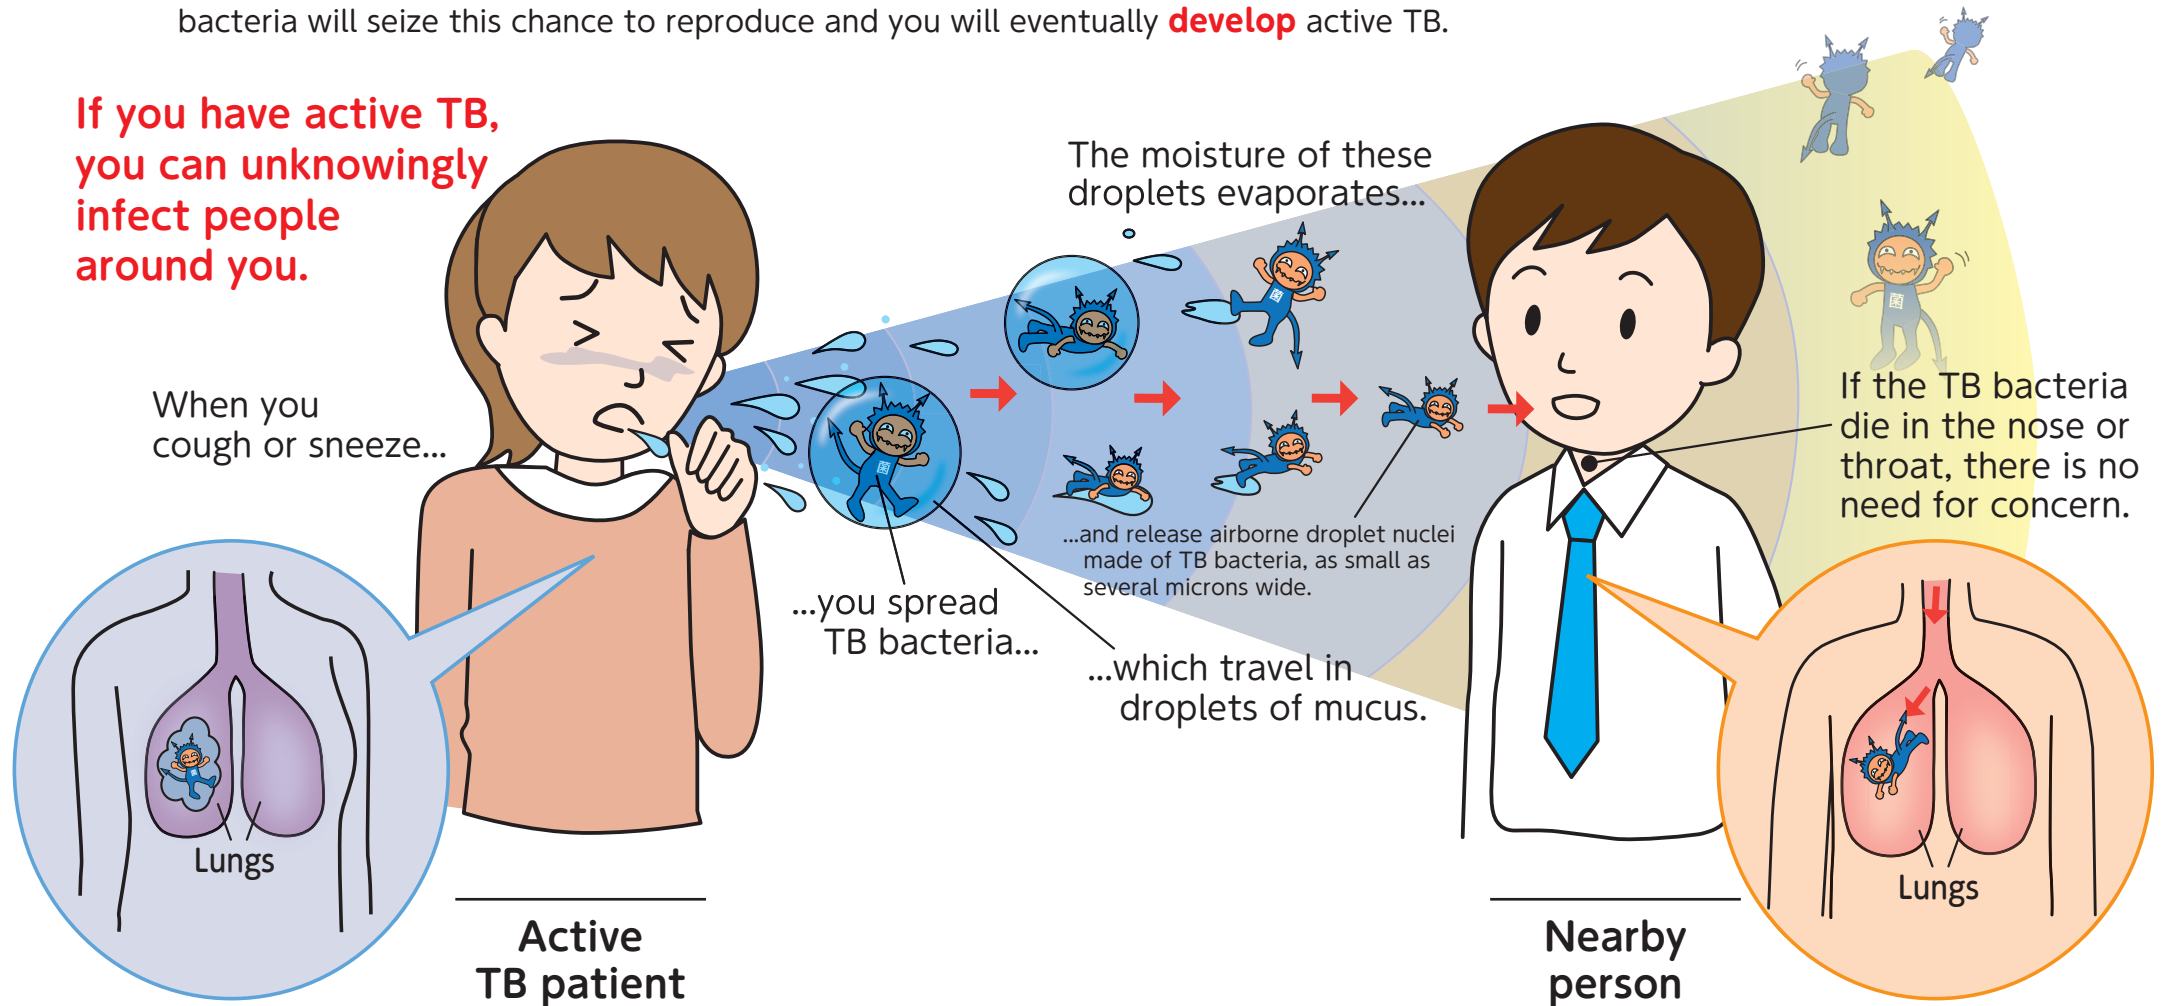 bacteria will seize this chance to reproduce and you will eventually develop active TB.
If you have active TB,
you can unknowingly
infect people
around you.
When you
cough or sneeze...
...you spread
TB bacteria...
...which travel in
droplets of mucus.
The moisture of these
droplets evaporates...
...and release airborne droplet nuclei
made of TB bacteria, as small as
several microns wide.
If the TB bacteria
die in the nose or
throat, there is no
need for concern.
菌
菌
菌
Lungs
Lungs
Active
TB patient
Nearby
person